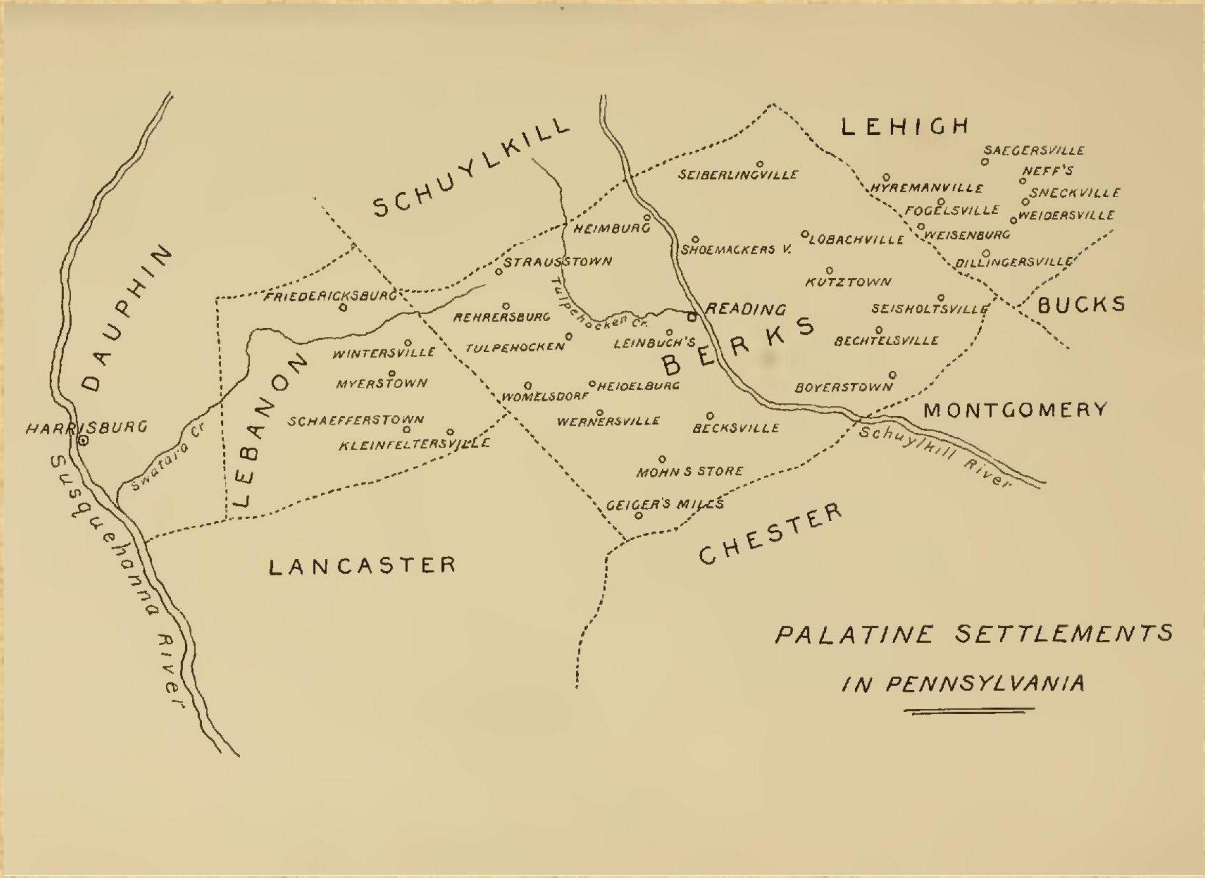 LEHIGH
SCHUYLKILL
SAEGERSVILLE
NEFF'S
SEIBERLINGVILLE
HYREMANVILLE
SNECKVILLE
FOGELSVILLE
WEIDERSVILLE
HEIMBURG
WEISENBURG
LOBACHVILLE
SHOEMACKERS V.
DILLINGERSVILLE
STRAUSSTOWN
KUTZTOWN
DAUPHIN
FRIEDERICKSBURG
Tulpehocken Cr.
REHRERSBURG
READING
SEISHOLTSVILLE
BUCKS
TULPEHOCKEN
LEINBUCH'S
BERKS
BECHTELSVILLE
WINTERSVILLE
MYERSTOWN
WOMELSDORF
HEIDELBURG
BOYERSTOWN
LEBANON
SCHAEFFERSTOWN
WERNERSVILLE
BECKSVILLE
MONTGOMERY
HARRISBURG
KLEINFELTERSVILLE
Schuylkill River
Swatara Cr
MOHNS STORE
GEIGER'S MILLS
Susquehanna River
CHESTER
LANCASTER
PALATINE SETTLEMENTS
IN PENNSYLVANIA